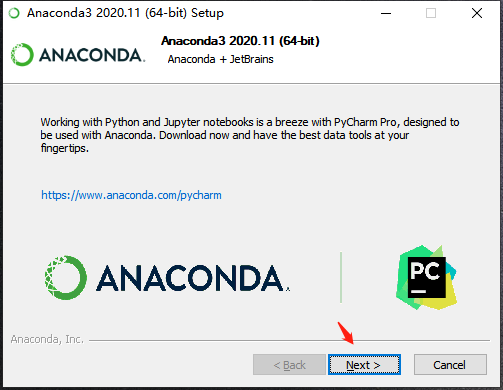 Anaconda3 2020.11 (64-bit) Setup
ANACONDA.
Anaconda3 2020.11 (64-bit)
Anaconda + JetBrains
Working with Python and Jupyter notebooks is a breeze with PyCharm Pro, designed to
be used with Anaconda. Download now and have the best data tools at your
fingertips.
https://www.anaconda.com/pycharm
ANACONDA.
PC
Anaconda, Inc.
< Back
Next >
Cancel